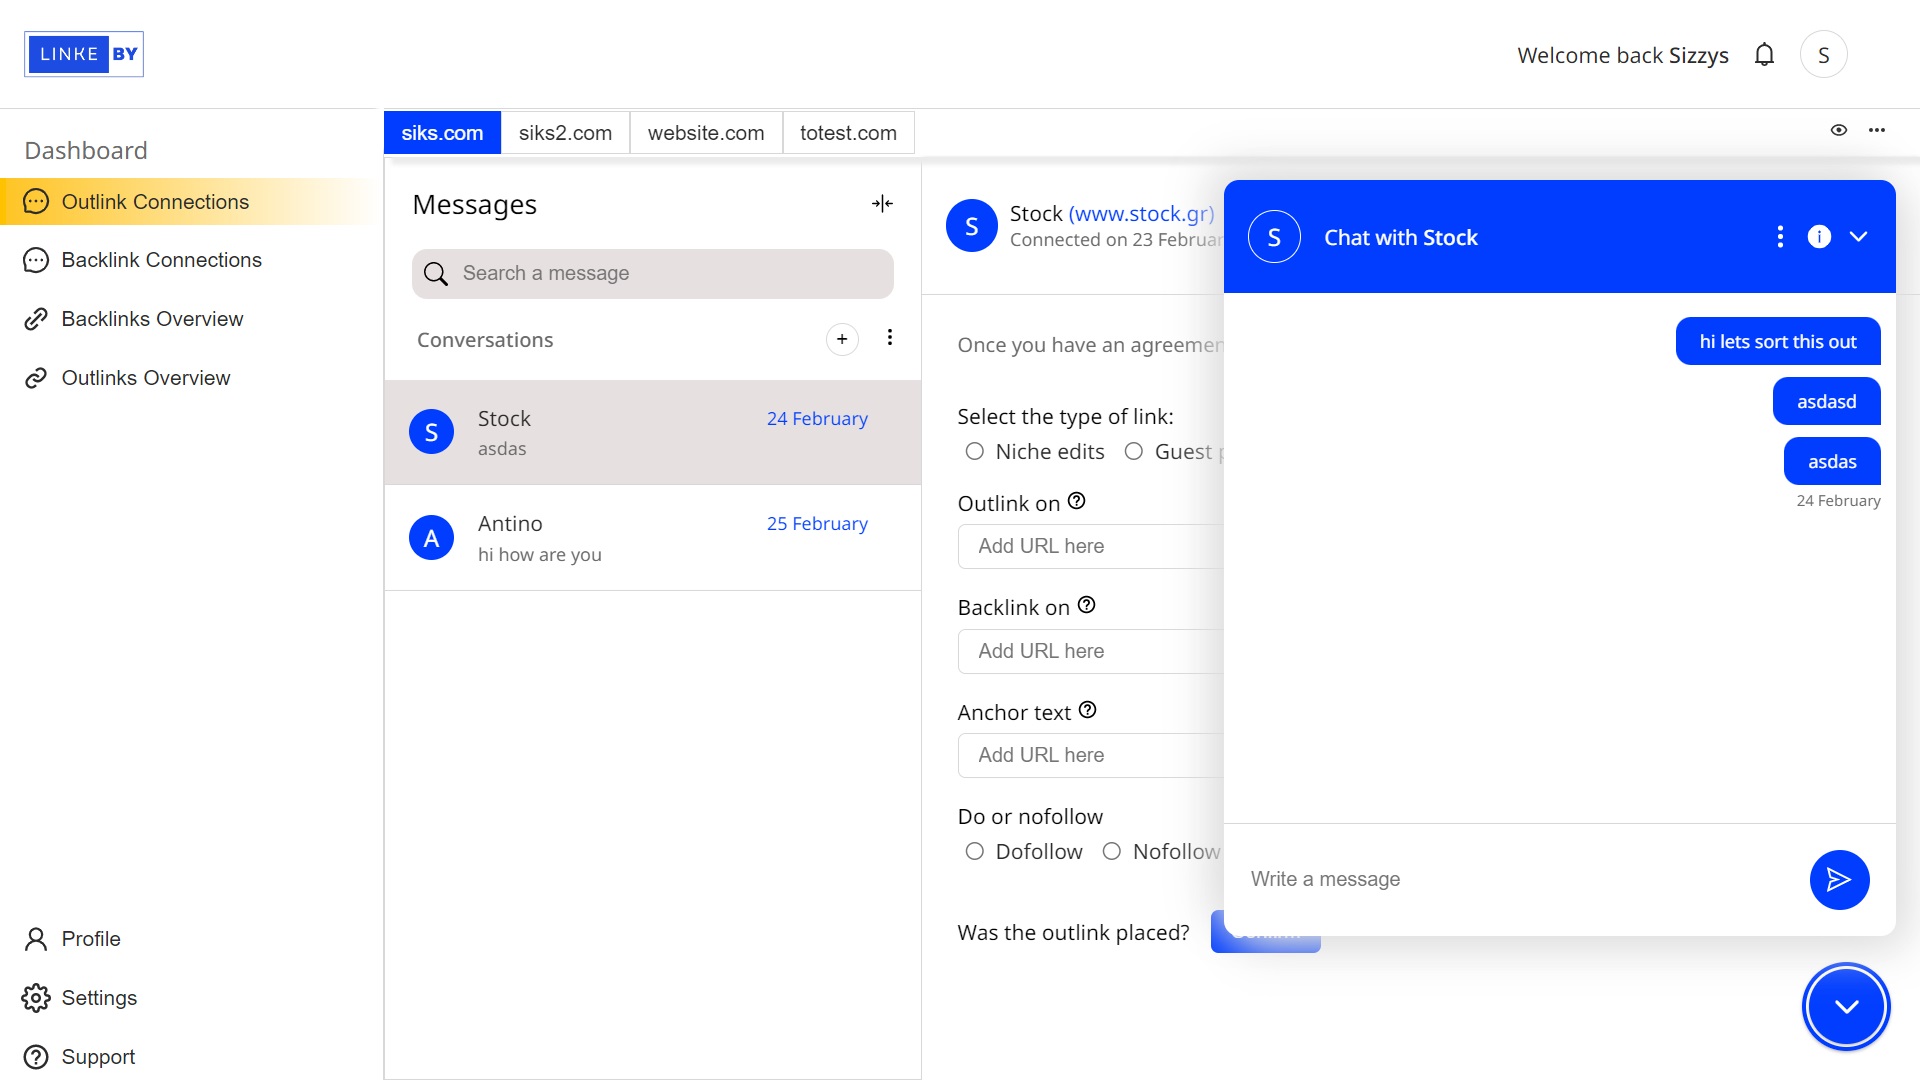 LINKE BY
Welcome back Sizzys
S
Dashboard
Outlink Connections
Backlink Connections
Backlinks Overview
Outlinks Overview
Profile
Settings
Support
siks.com
siks2.com
website.com
totest.com
Messages
Search a message
Conversations
+
S
Stock
24 February
asdas
A
Antino
25 February
hi how are you
S
Stock (www.stock.gr)
Connected on 23
Once you have an
Select the type of link:
Niche edits
Guest
Outlink on
Add URL here
Backlink on
Add URL here
Anchor text
Add URL here
Do or nofollow
Dofollow
Nofollow
Was the outlink placed?
S
Chat with Stock
hi lets sort this out
asdasd
asdas
24 February
Write a message